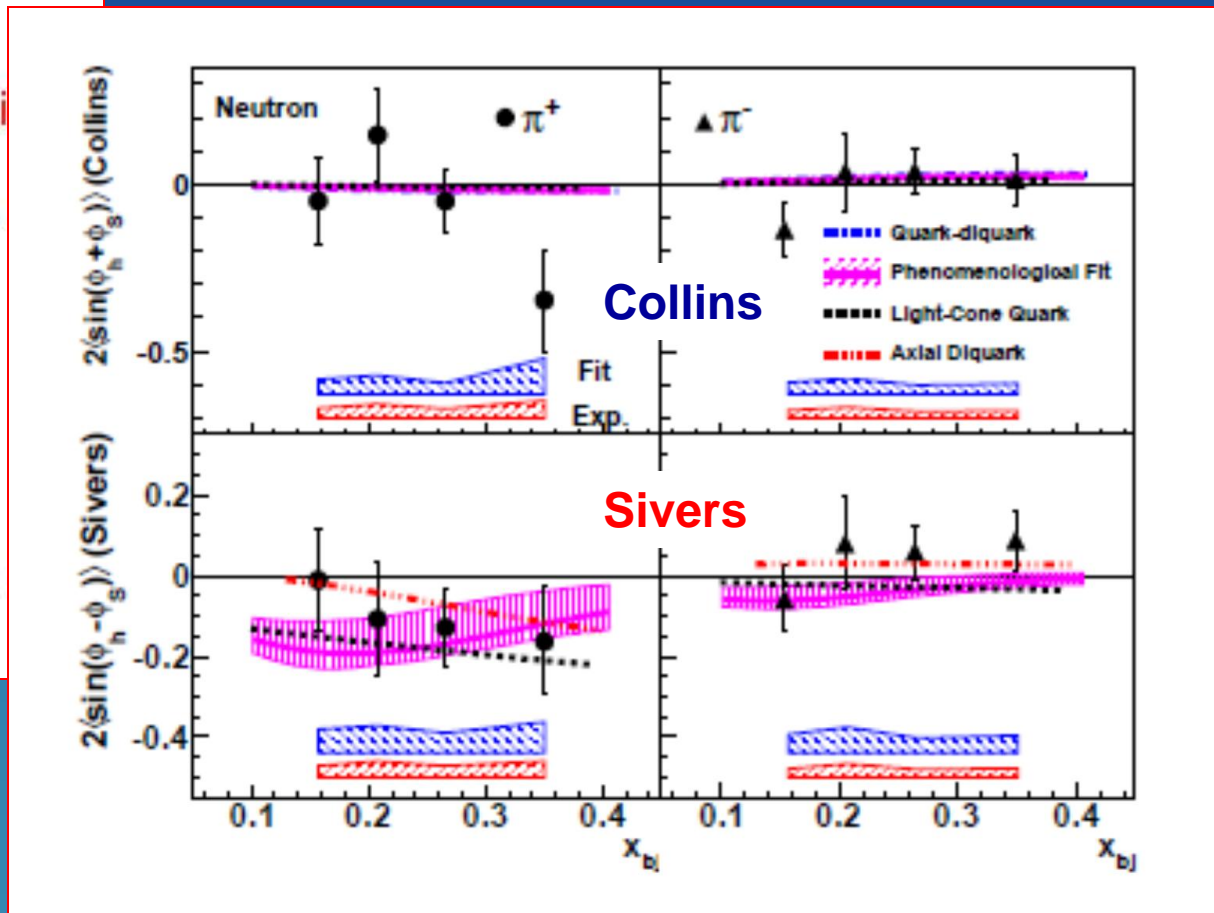 i
2⟨sin(ϕh+ϕs)⟩ (Collins)
Neutron
π+
π-
0
-0.5
Quark-diquark
Phenomenological Fit
Light-Cone Quark
Axial Diquark
Collins
Fit
Exp.
2⟨sin(ϕh-ϕs)⟩ (Sivers)
Sivers
0.2
0
-0.2
-0.4
0.1 0.2 0.3 0.4 0.1 0.2 0.3 0.4
xbj xbj